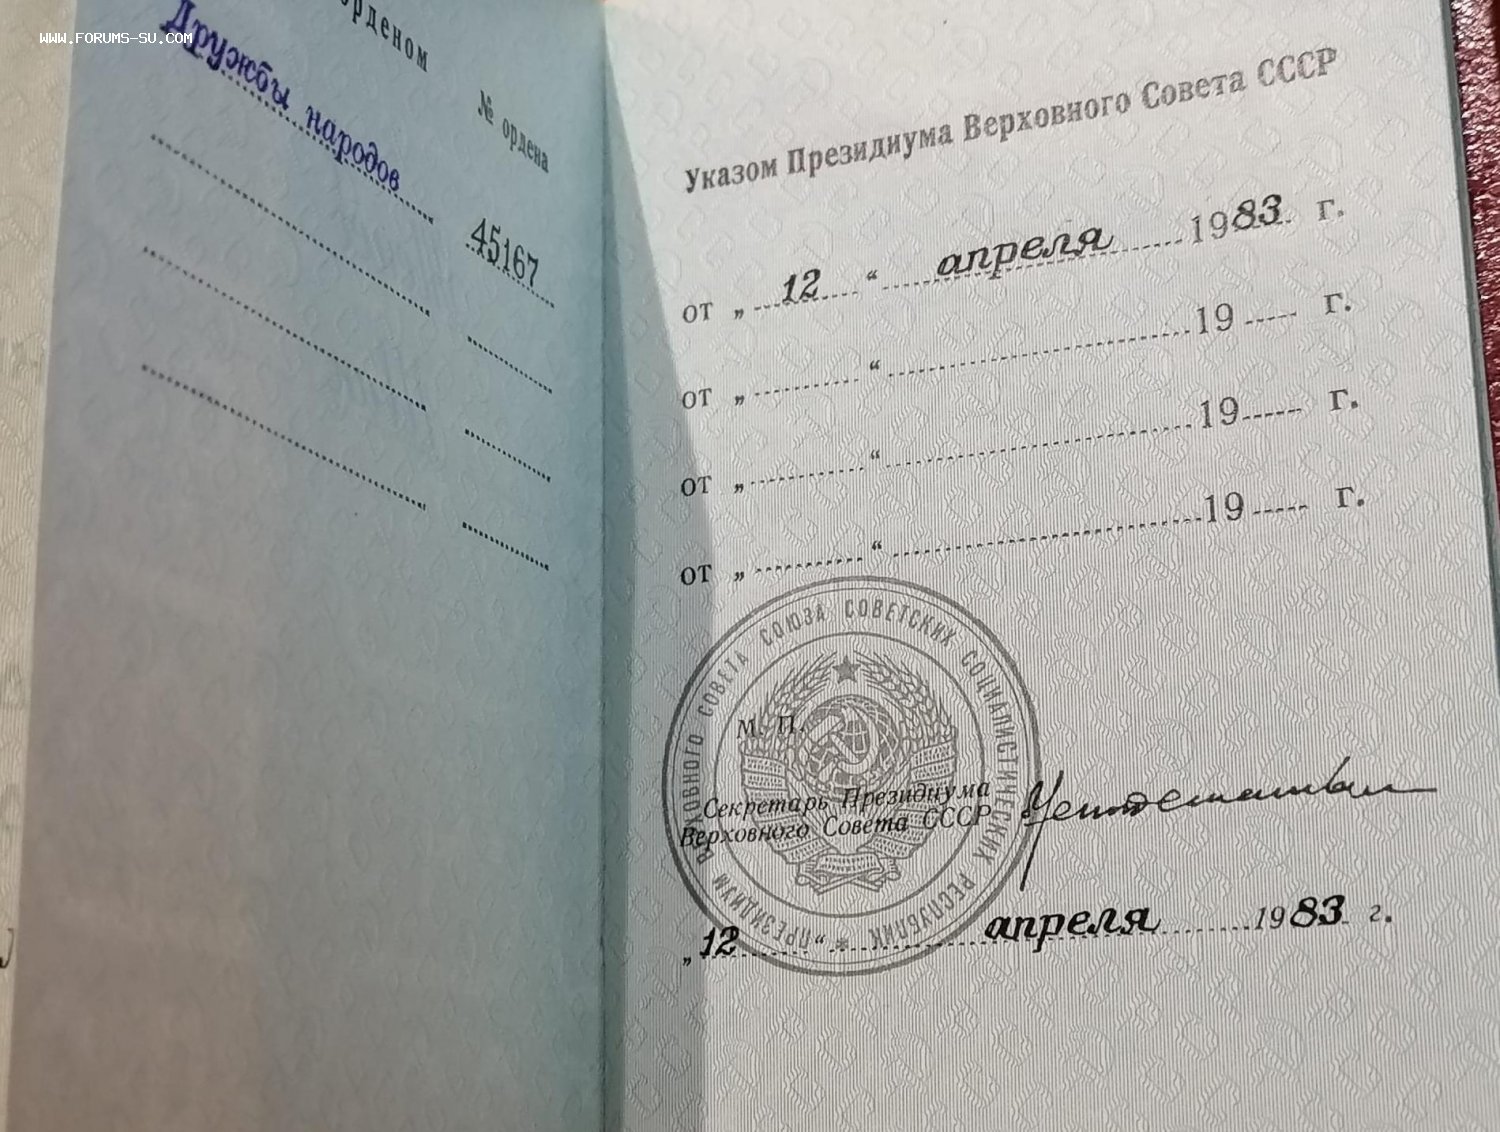 WWW.FORUMS-SU.COM
орденом
№ ордена
Дружбы народов
45167
Указом Президиума Верховного Совета СССР
от „ 12 “ апреля 1983 г.
от „ “ 19 г.
от „ “ 19 г.
от „ “ 19 г.
ПРЕЗИДИУМ ВЕРХОВНОГО СОВЕТА СОЮЗА СОВЕТСКИХ СОЦИАЛИСТИЧЕСКИХ РЕСПУБЛИК
М. П.
Секретарь Президиума
Верховного Совета СССР
„ 12 “ апреля 1983 г.